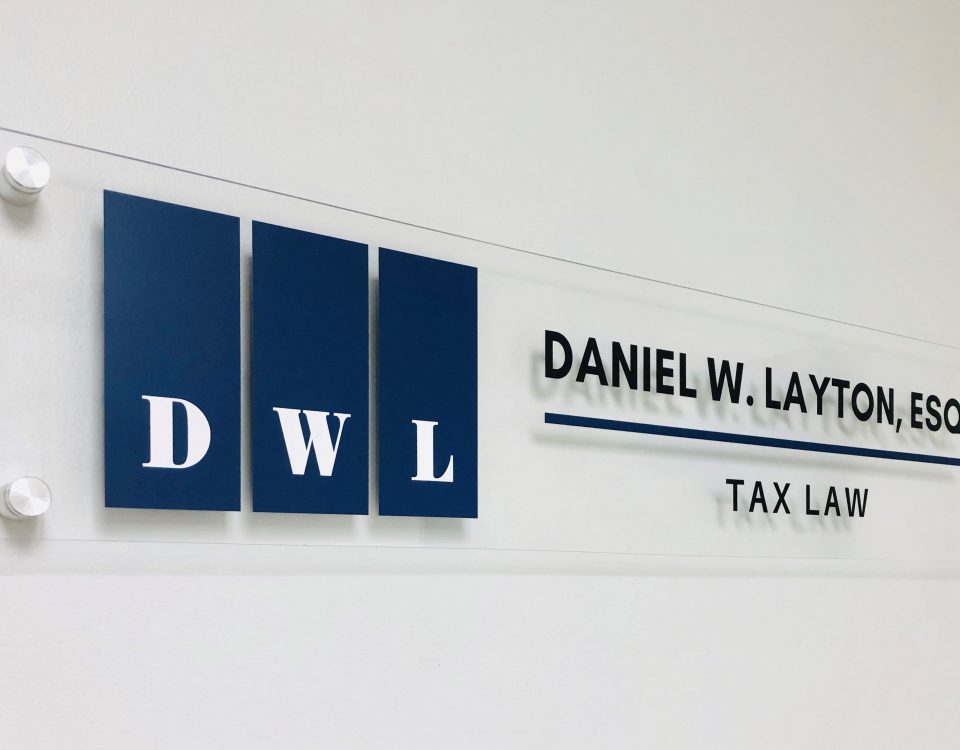 D W L
DANIEL W. LAYTON, ESQ
TAX LAW